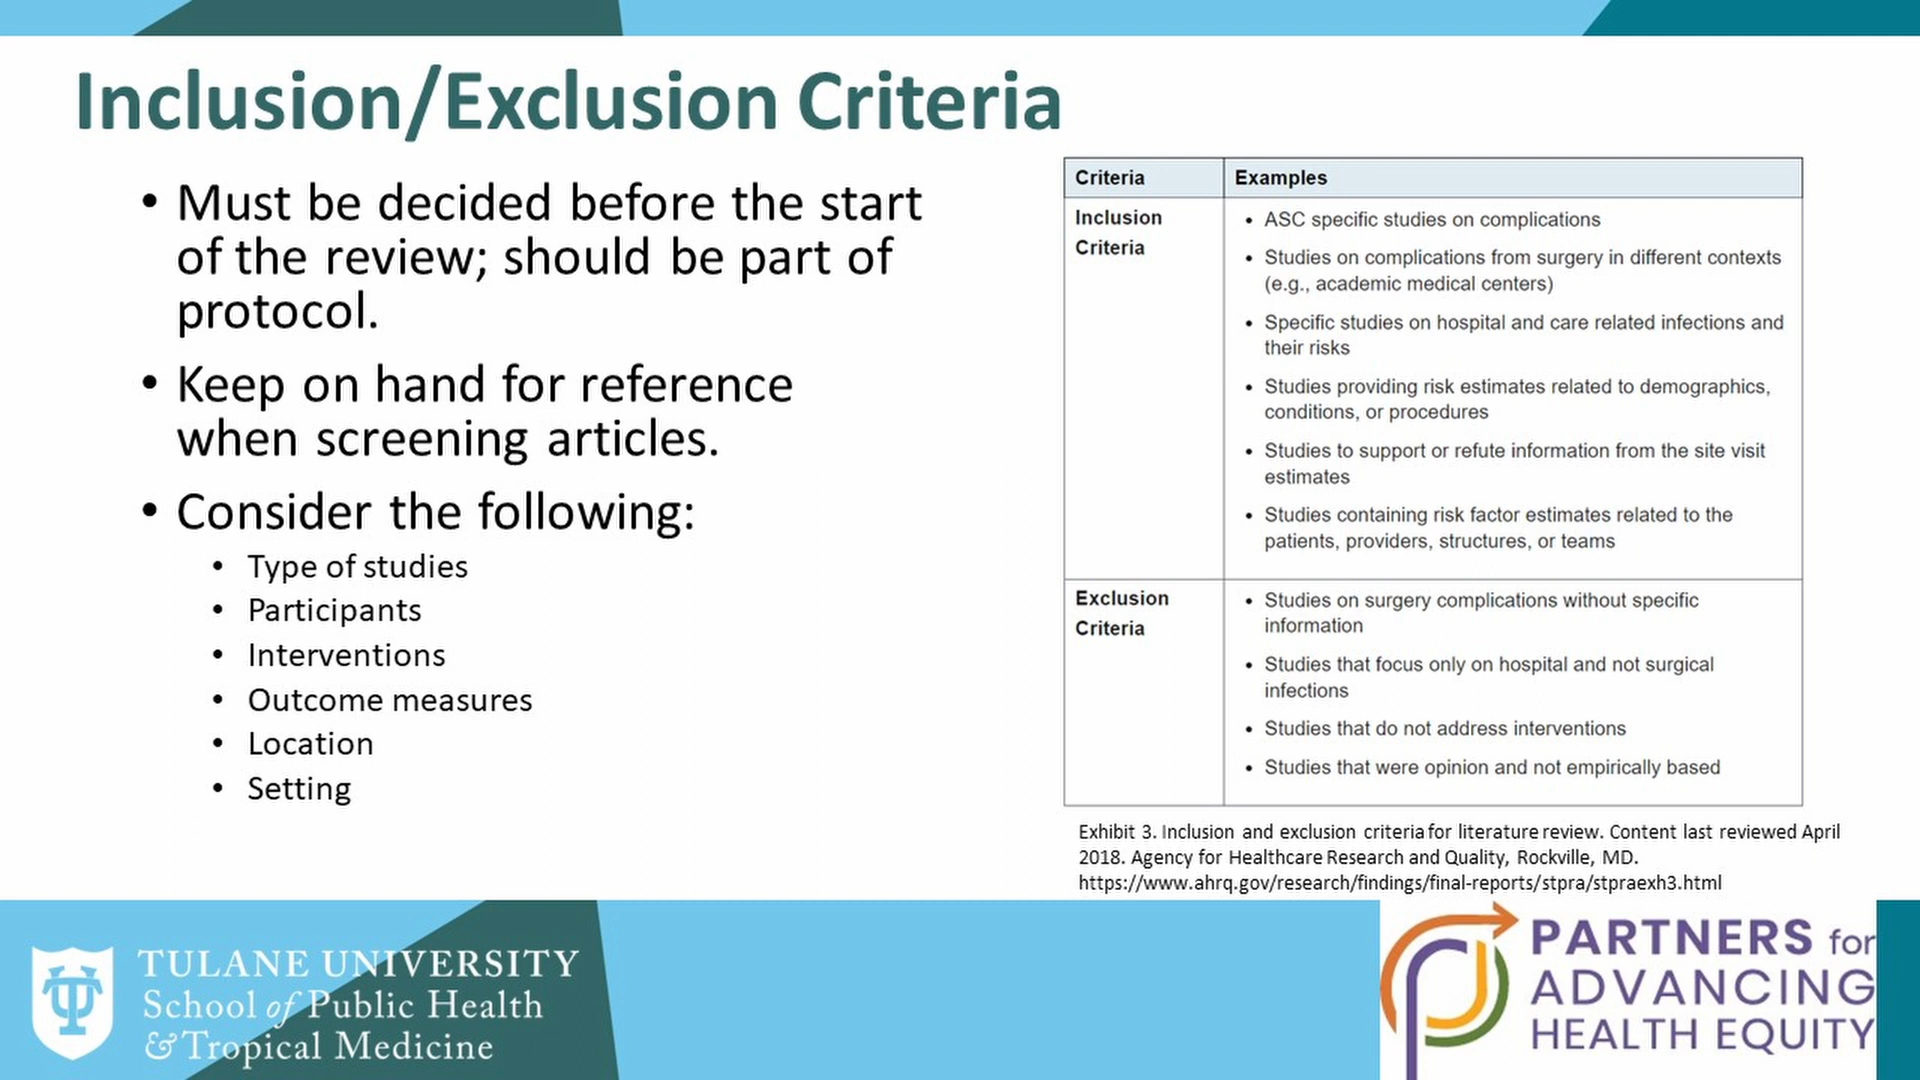 Inclusion/Exclusion Criteria
• Must be decided before the start
of the review; should be part of
protocol.
• Keep on hand for reference
when screening articles.
• Consider the following:
• Type of studies
• Participants
• Interventions
• Outcome measures
• Location
• Setting
Criteria
Examples
Inclusion
Criteria
• ASC specific studies on complications
• Studies on complications from surgery in different contexts
(e.g., academic medical centers)
• Specific studies on hospital and care related infections and
their risks
• Studies providing risk estimates related to demographics,
conditions, or procedures
• Studies to support or refute information from the site visit
estimates
• Studies containing risk factor estimates related to the
patients, providers, structures, or teams
Exclusion
Criteria
• Studies on surgery complications without specific
information
• Studies that focus only on hospital and not surgical
infections
• Studies that do not address interventions
• Studies that were opinion and not empirically based
Exhibit 3. Inclusion and exclusion criteria for literature review. Content last reviewed April
2018. Agency for Healthcare Research and Quality, Rockville, MD.
https://www.ahrq.gov/research/findings/final-reports/stpra/stpraexh3.html
TULANE UNIVERSITY
School of Public Health
& Tropical Medicine
PARTNERS for
ADVANCING
HEALTH EQUITY